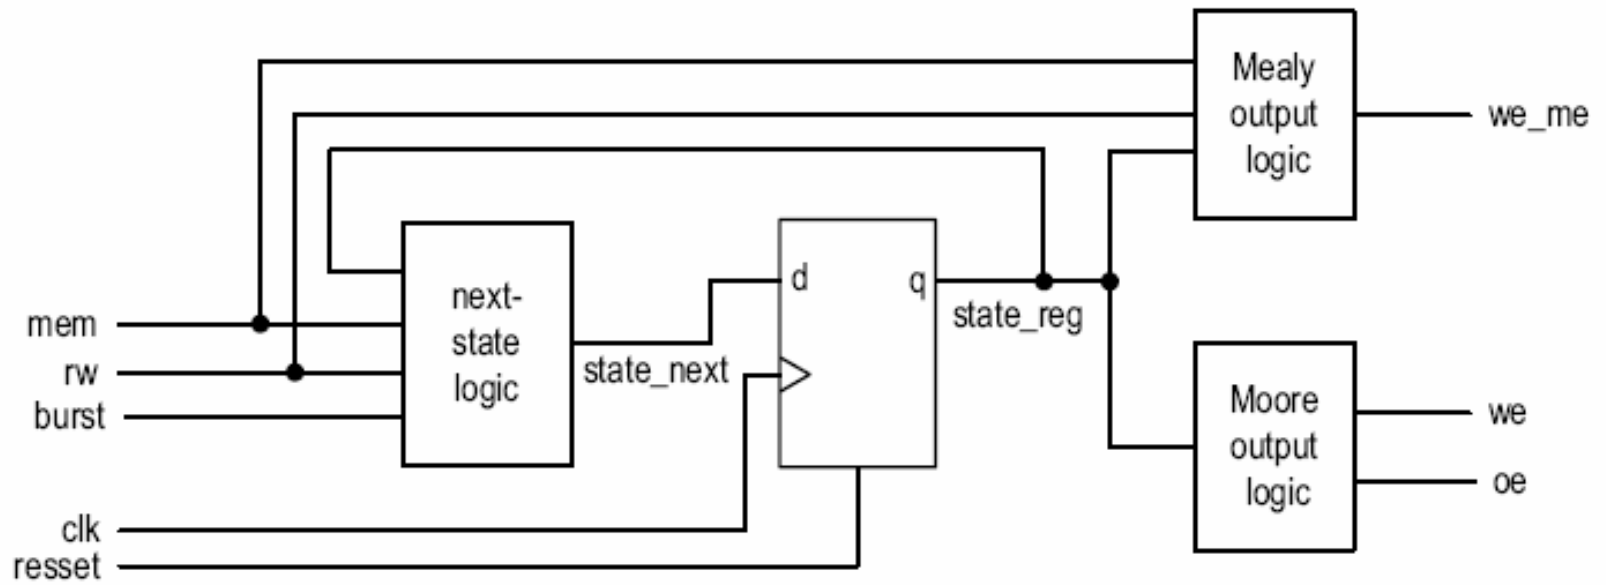 Mealy
output
logic
we_me
next-
state
logic
d
q
mem
rw
burst
state_next
state_reg
Moore
output
logic
we
oe
clk
resset